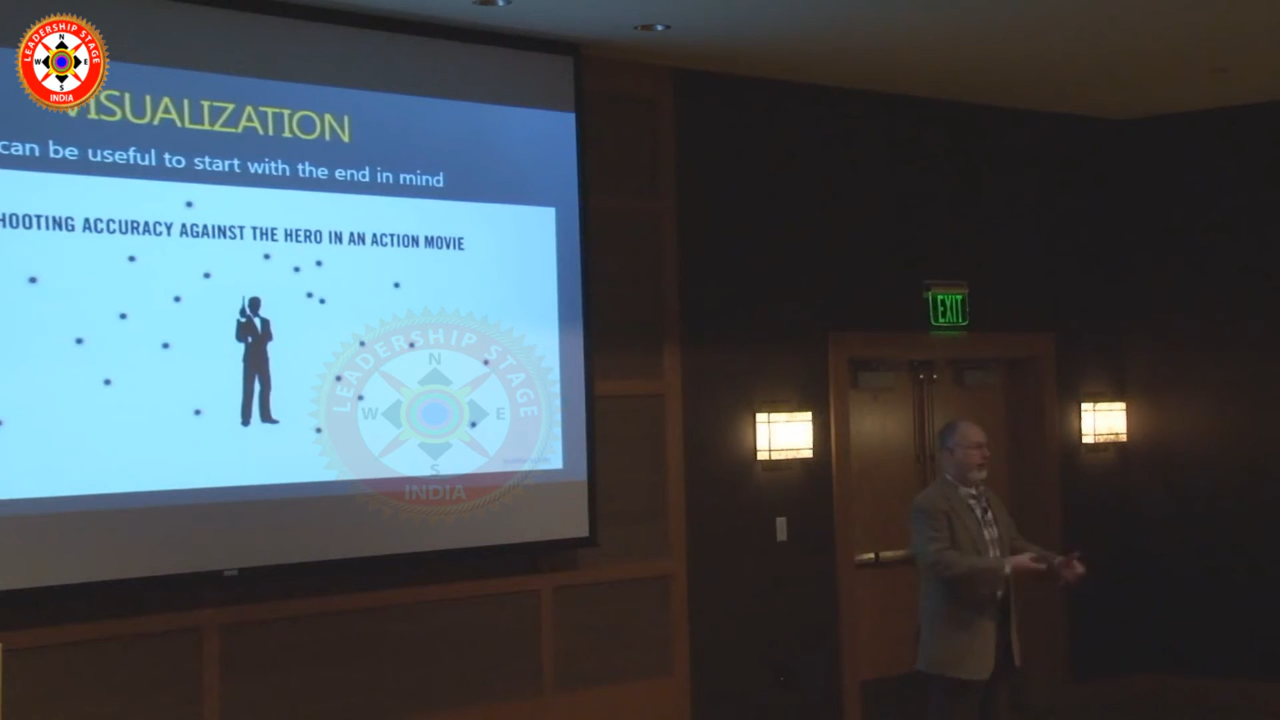 LEADERSHIP STAGE
N
W E
S
INDIA
VISUALIZATION
can be useful to start with the end in mind
HOOTING ACCURACY AGAINST THE HERO IN AN ACTION MOVIE
EXIT
LEADERSHIP STAGE
N
W E
S
INDIA